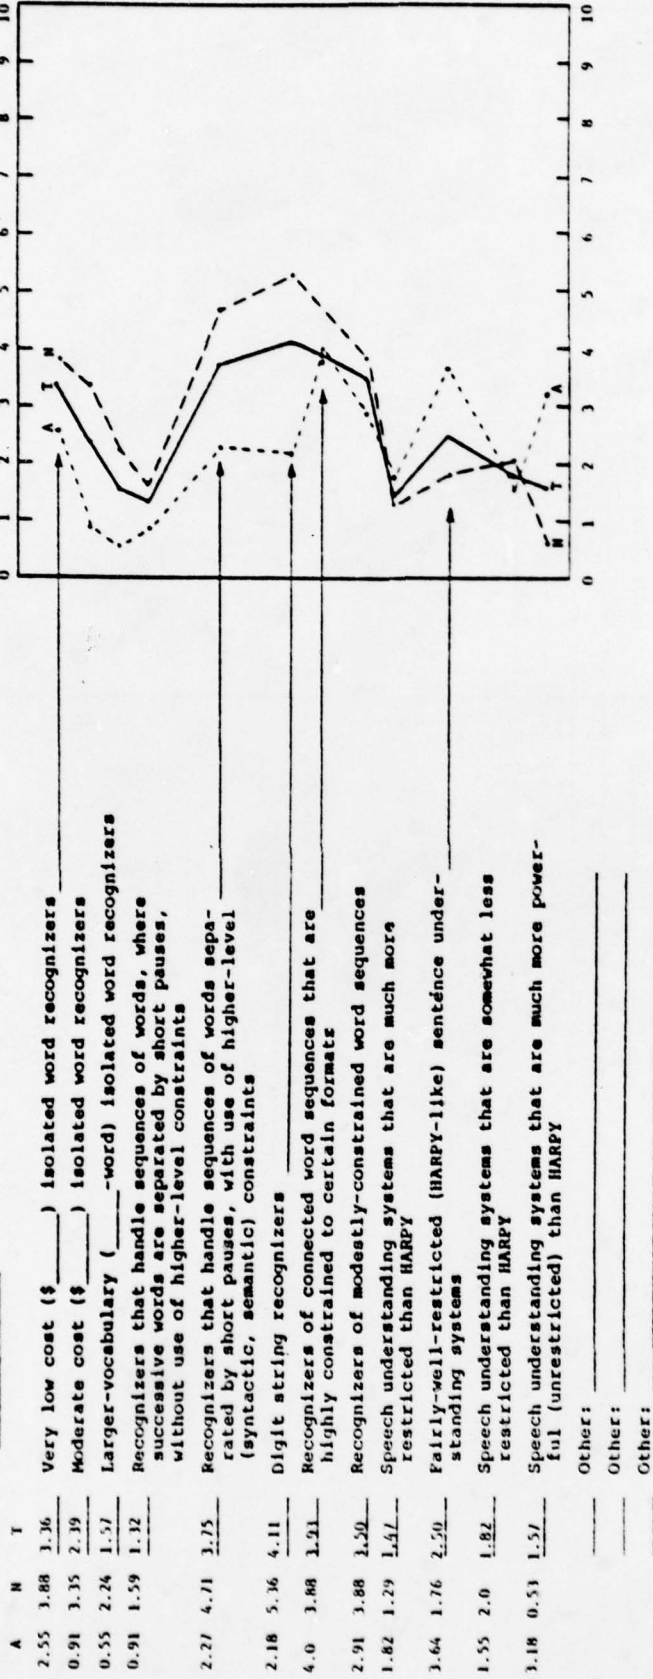 A N T
2.55 3.88 3.36 Very low cost ($____) isolated word recognizers
0.91 3.35 2.39 Moderate cost ($____) isolated word recognizers
0.55 2.24 1.57 Larger-vocabulary (____-word) isolated word recognizers
0.91 1.59 1.32 Recognizers that handle sequences of words, where
successive words are separated by short pauses,
without use of higher-level constraints
2.27 4.71 3.75 Recognizers that handle sequences of words sepa-
rated by short pauses, with use of higher-level
(syntactic, semantic) constraints
2.18 5.36 4.11 Digit string recognizers
4.0 3.88 3.93 Recognizers of connected word sequences that are
highly constrained to certain formats
2.91 3.88 3.50 Recognizers of modestly-constrained word sequences
1.82 1.29 1.47 Speech understanding systems that are much more
restricted than HARPY
3.64 1.76 2.50 Fairly-well-restricted (HARPY-like) sentence under-
standing systems
1.55 2.0 1.82 Speech understanding systems that are somewhat less
restricted than HARPY
3.18 0.53 1.57 Speech understanding systems that are much more power-
ful (unrestricted) than HARPY
Other:
Other:
Other:
0 1 2 3 4 5 6 7 8 9 10
A T N
N T A
0 1 2 3 4 5 6 7 8 9 10